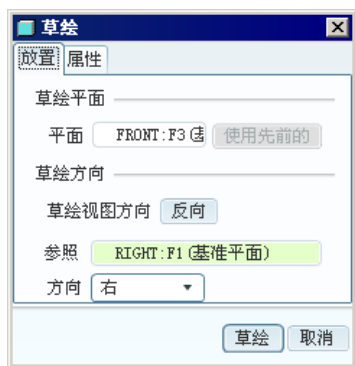 草绘
放置 属性
草绘平面
平面 FRONT:F3(基 使用先前的
草绘方向
草绘视图方向 反向
参照 RIGHT:F1(基准平面)
方向 右
草绘 取消